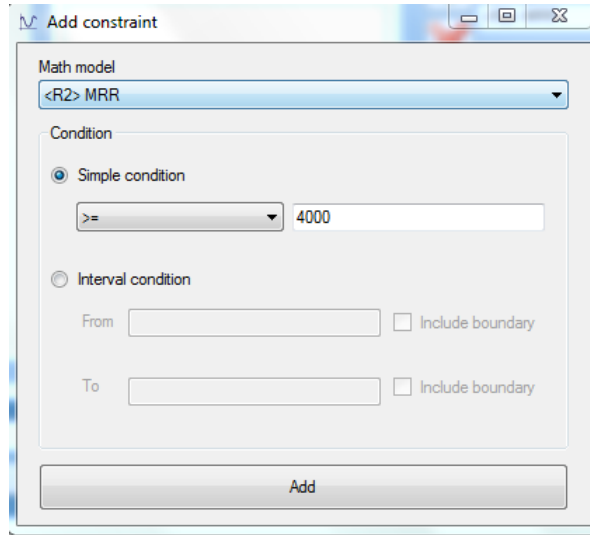 Add constraint
Math model
<R2> MRR
Condition
Simple condition
>= 4000
Interval condition
From Include boundary
To Include boundary
Add